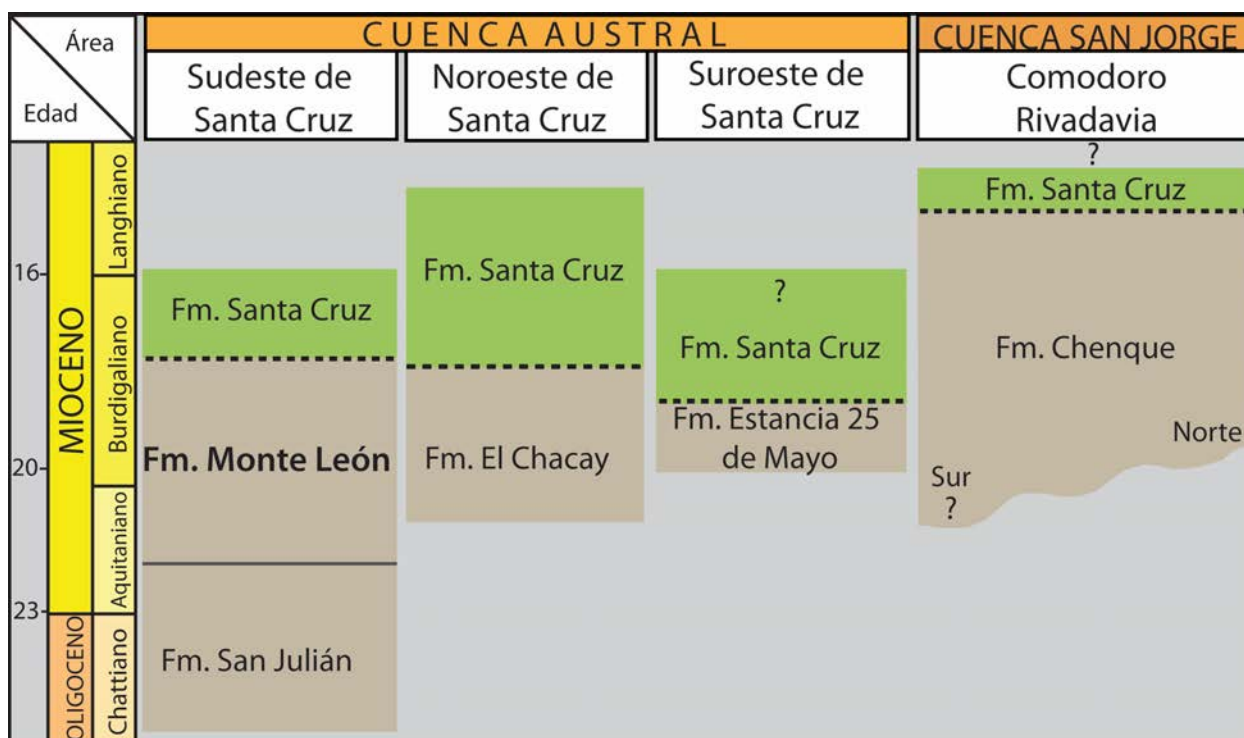 Área
Edad
CUENCA AUSTRAL
CUENCA SAN JORGE
Sudeste de
Santa Cruz
Noroeste de
Santa Cruz
Suroeste de
Santa Cruz
Comodoro
Rivadavia
16
20
23
MIOCENO
OLIGOCENO
Langhiano
Burdigaliano
Aquitaniano
Chattiano
Fm. Santa Cruz
Fm. Monte León
Fm. San Julián
Fm. Santa Cruz
Fm. El Chacay
?
Fm. Santa Cruz
Fm. Estancia 25
de Mayo
?
Fm. Santa Cruz
Fm. Chenque
Norte
Sur
?